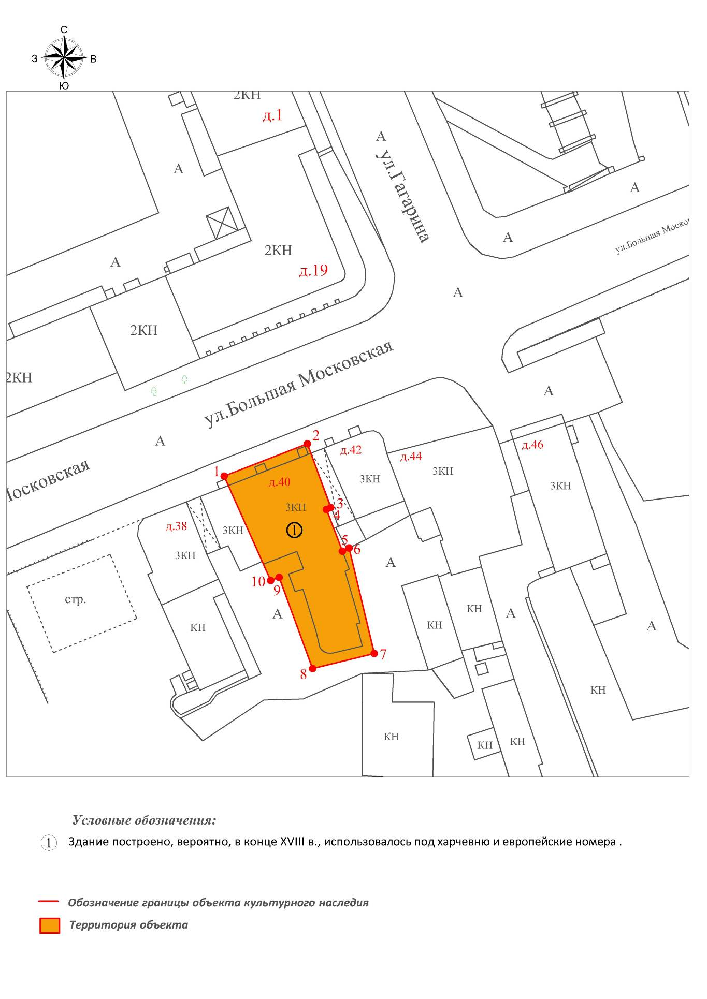 С
З
В
Ю
2КН
д.1
А
ул.Гагарина
А
А
А
ул.Большая Москов
2КН
А
д.19
А
2КН
2КН
ул.Большая Московская
А
А
2
д.42
д.46
1
д.44
Московская
д.40
3КН
3КН
3КН
3КН
3
4
1
д.38
3КН
5
6
3КН
А
10
9
стр.
А
КН
А
КН
КН
А
7
8
КН
КН
КН
КН
Условные обозначения:
1 Здание построено, вероятно, в конце XVIII в., использовалось под харчевню и европейские номера .
Обозначение границы объекта культурного наследия
Территория объекта